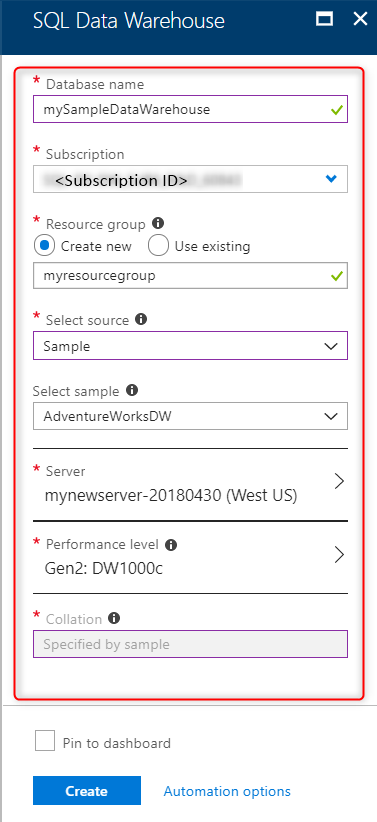 SQL Data Warehouse
* Database name
mySampleDataWarehouse
* Subscription
<Subscription ID>
* Resource group
Create new Use existing
myresourcegroup
* Select source
Sample
Select sample
AdventureWorksDW
* Server
mynewserver-20180430 (West US)
* Performance level
Gen2: DW1000c
* Collation
Specified by sample
Pin to dashboard
Create Automation options